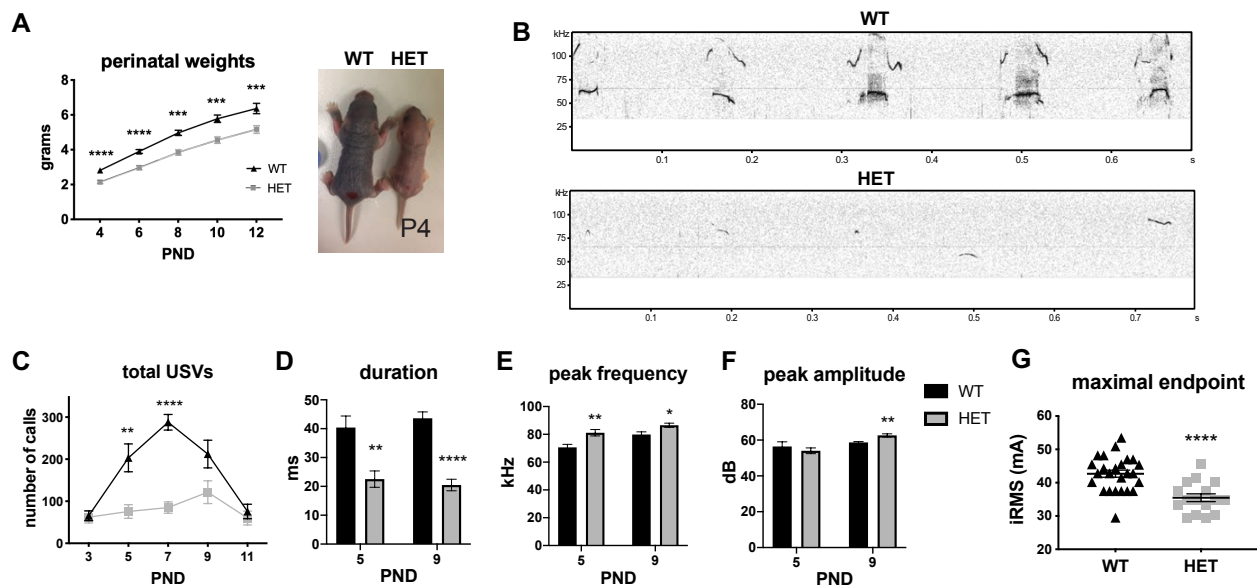 A
perinatal weights
grams
8
6
4
2
0
**** **** *** *** ***
WT
HET
4 6 8 10 12
PND
WT HET
P4
B
WT
kHz
100
75
50
25
0.1 0.2 0.3 0.4 0.5 0.6 s
HET
kHz
100
75
50
25
0.1 0.2 0.3 0.4 0.5 0.6 0.7 s
C
total USVs
number of calls
300
200
100
0
** ****
3 5 7 9 11
PND
D
duration
ms
50
40
30
20
10
0
** ****
5 9
PND
E
peak frequency
kHz
100
80
60
40
20
0
** *
5 9
PND
F
peak amplitude
dB
80
60
40
20
0
**
5 9
PND
WT
HET
G
maximal endpoint
iRMS (mA)
60
50
40
30
20
****
WT HET